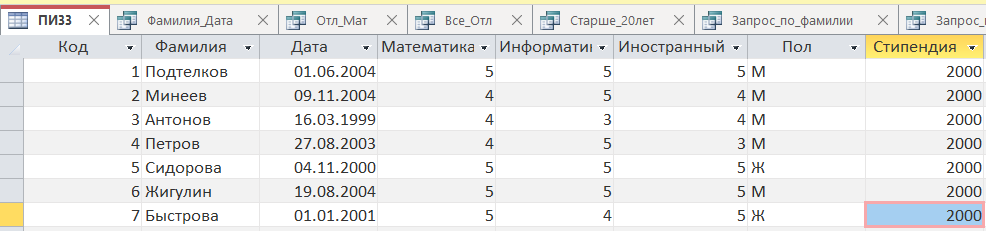 ПИЗЗ Фамилия_Дата Отл_Мат Все_Отл Старше_20лет Запрос_по_фамилии
Код Фамилия Дата Математика Иностранный Пол Стипендия
1 Подтелков 01.06.2004 5 5 5 М 2000
2 Минеев 09.11.2004 4 5 4 М 2000
3 Антонов 16.03.1999 4 3 4 М 2000
4 Петров 27.08.2003 4 5 3 М 2000
5 Сидорова 04.11.2000 5 5 5 Ж 2000
6 Жигулин 19.08.2004 5 5 5 М 2000
7 Быстрова 01.01.2001 5 4 5 Ж 2000